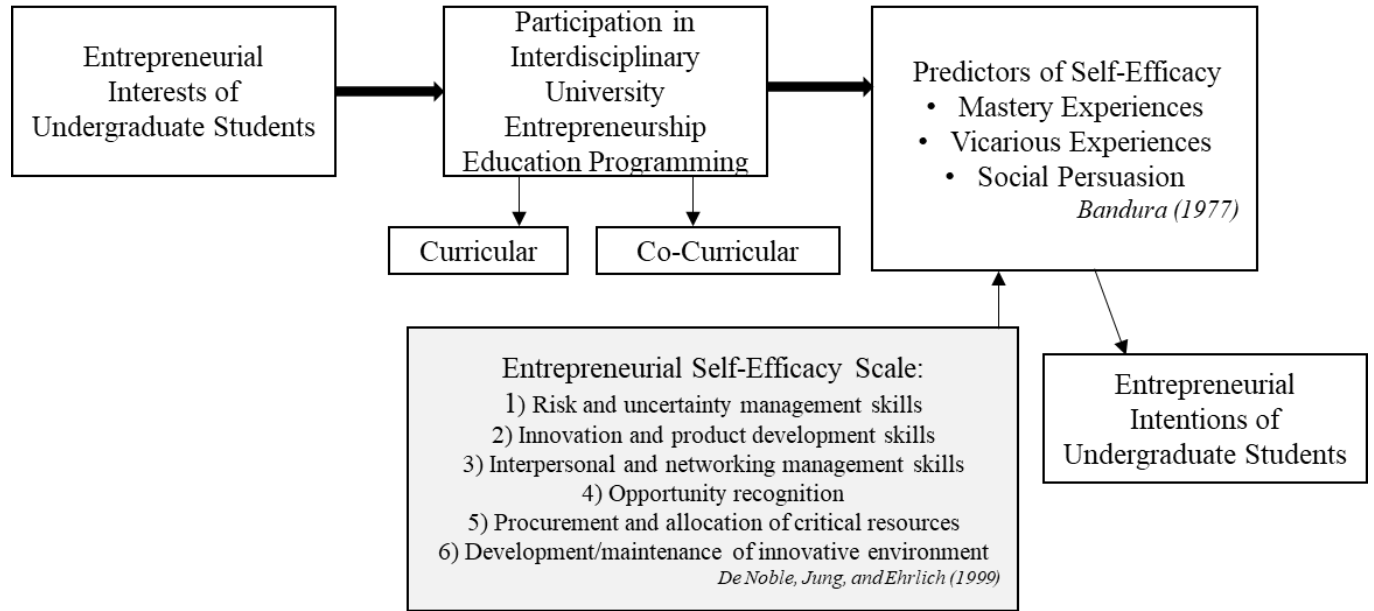 Entrepreneurial
Interests of
Undergraduate Students
Participation in
Interdisciplinary
University
Entrepreneurship
Education Programming
Predictors of Self-Efficacy
• Mastery Experiences
• Vicarious Experiences
• Social Persuasion
Bandura (1977)
Curricular
Co-Curricular
Entrepreneurial Self-Efficacy Scale:
1) Risk and uncertainty management skills
2) Innovation and product development skills
3) Interpersonal and networking management skills
4) Opportunity recognition
5) Procurement and allocation of critical resources
6) Development/maintenance of innovative environment
De Noble, Jung, and Ehrlich (1999)
Entrepreneurial
Intentions of
Undergraduate Students